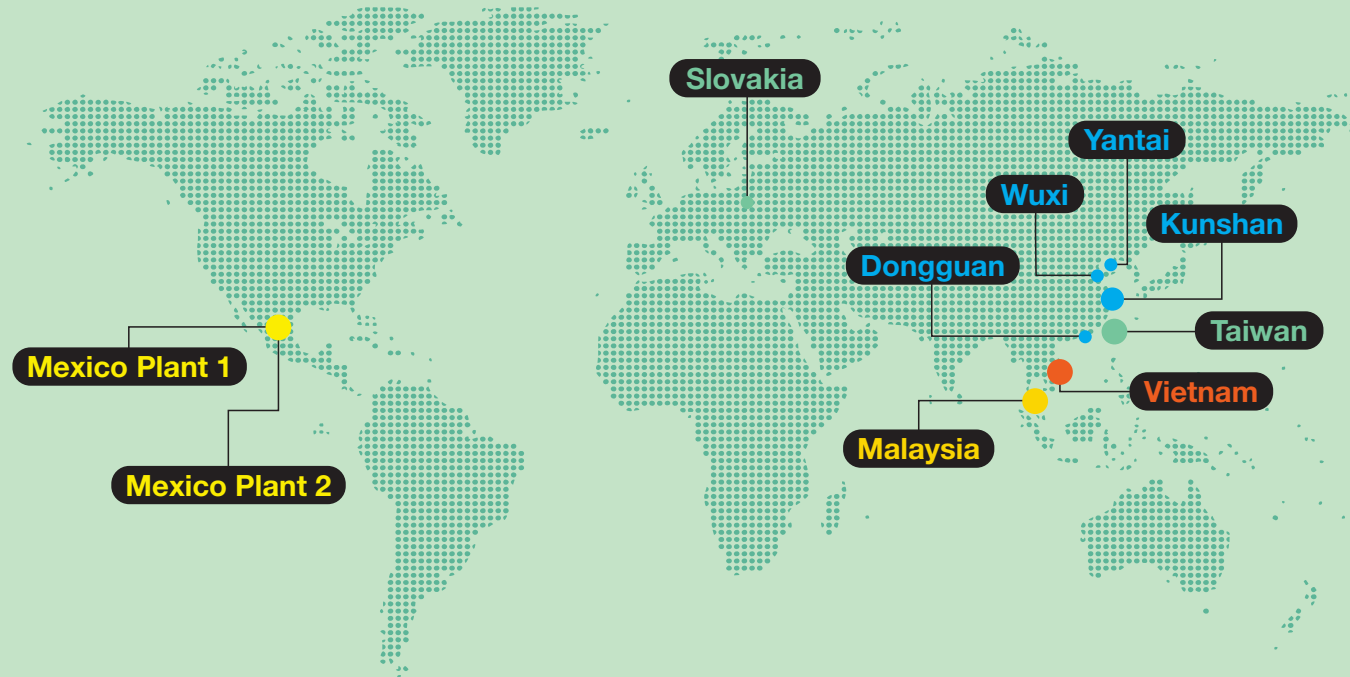 Slovakia
Yantai
Wuxi
Kunshan
Dongguan
Taiwan
Mexico Plant 1
Vietnam
Malaysia
Mexico Plant 2